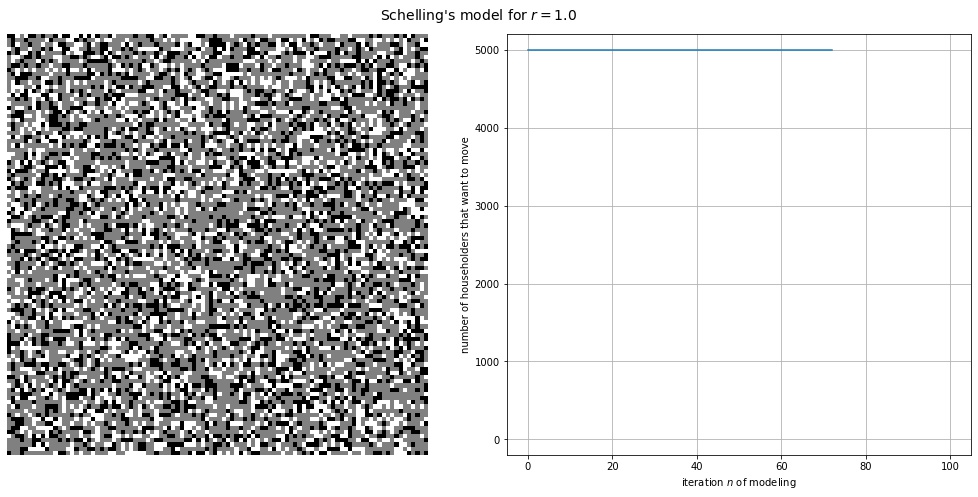 Schelling's model for r = 1.0
number of householders that want to move
5000
4000
3000
2000
1000
0
0 20 40 60 80 100
iteration n of modeling